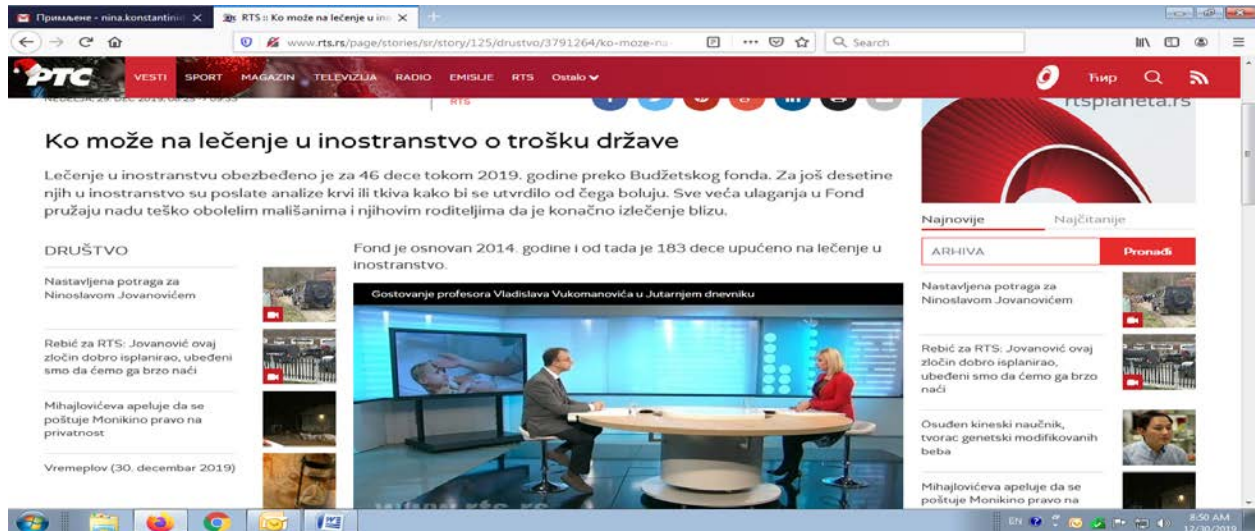 Примљене - nina.konstantini
RTS :: Ko može na lečenje u ino
www.rts.rs/page/stories/sr/story/125/drustvo/3791264/ko-moze-na-
Search
РТС
VESTI SPORT MAGAZIN TELEVIZIJA RADIO EMISIJE RTS Ostalo
Ћир
NEDELJA, 29. DEC 2019,
RTS
rtsplaneta.rs
Ko može na lečenje u inostranstvo o trošku države
Lečenje u inostranstvu obezbeđeno je za 46 dece tokom 2019. godine preko Budžetskog fonda. Za još desetine
njih u inostranstvo su poslate analize krvi ili tkiva kako bi se utvrdilo od čega boluju. Sve veća ulaganja u Fond
pružaju nadu teško obolelim mališanima i njihovim roditeljima da je konačno izlečenje blizu.
DRUŠTVO
Nastavljena potraga za
Ninoslavom Jovanovićem
Rebić za RTS: Jovanović ovaj
zločin dobro isplanirao, ubeđeni
smo da ćemo ga brzo naći
Mihajlovićeva apeluje da se
poštuje Monikino pravo na
privatnost
Vremeplov (30. decembar 2019)
Fond je osnovan 2014. godine i od tada je 183 dece upućeno na lečenje u
inostranstvo.
Gostovanje profesora Vladislava Vukomanovića u Jutarnjem dnevniku
www.rts.rs
Najnovije Najčitanije
ARHIVA Pronađi
Nastavljena potraga za
Ninoslavom Jovanovićem
Rebić za RTS: Jovanović ovaj
zločin dobro isplanirao,
ubeđeni smo da ćemo ga brzo
naći
Osuđen kineski naučnik,
tvorac genetski modifikovanih
beba
Mihajlovićeva apeluje da se
poštuje Monikino pravo na
EN
8:50 AM
12/30/2019